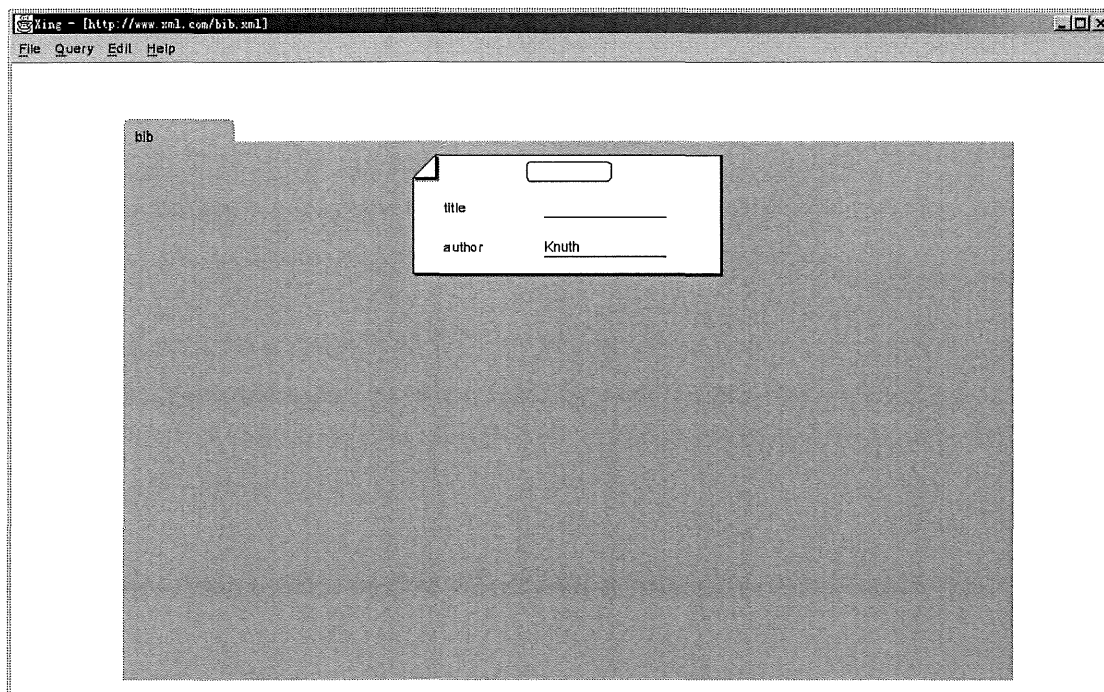 Xing - [http://www.xml.com/bib.xml]
File Query Edit Help
bib
title
author Knuth